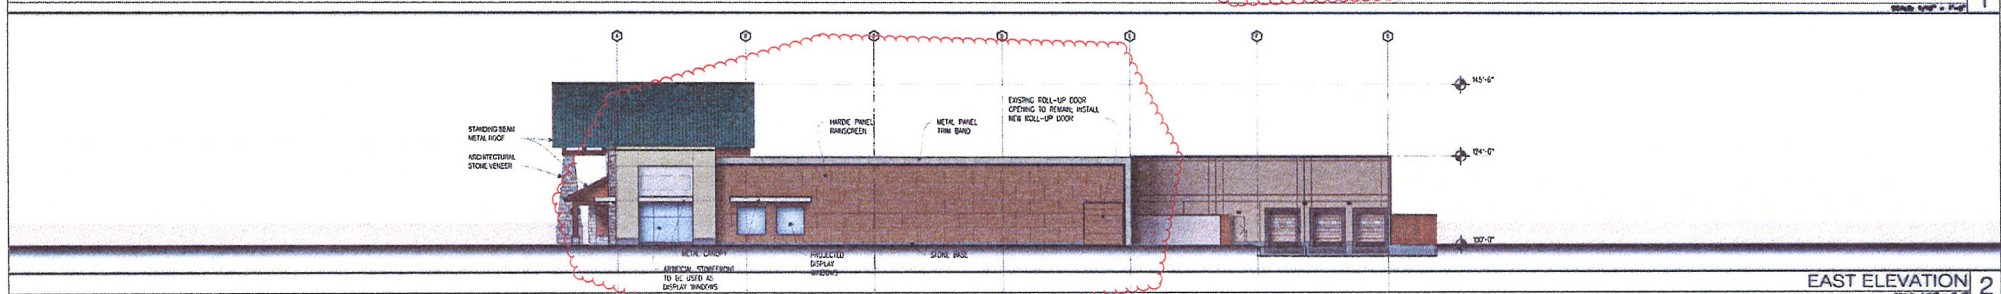 1
STANDING SEAM
METAL ROOF
ARCHITECTURAL
STONE VENEER
HARDIE PANEL
RAINSCREEN
METAL PANEL
TRIM BAND
EXISTING ROLL-UP DOOR
OPENING TO REMAIN; INSTALL
NEW ROLL-UP DOOR
145'-6"
124'-0"
100'-0"
METAL CANOPY
ARTIFICIAL STOREFRONT
TO BE USED AS
DISPLAY WINDOWS
PROJECTED
DISPLAY
WINDOWS
STONE BASE
EAST ELEVATION
2